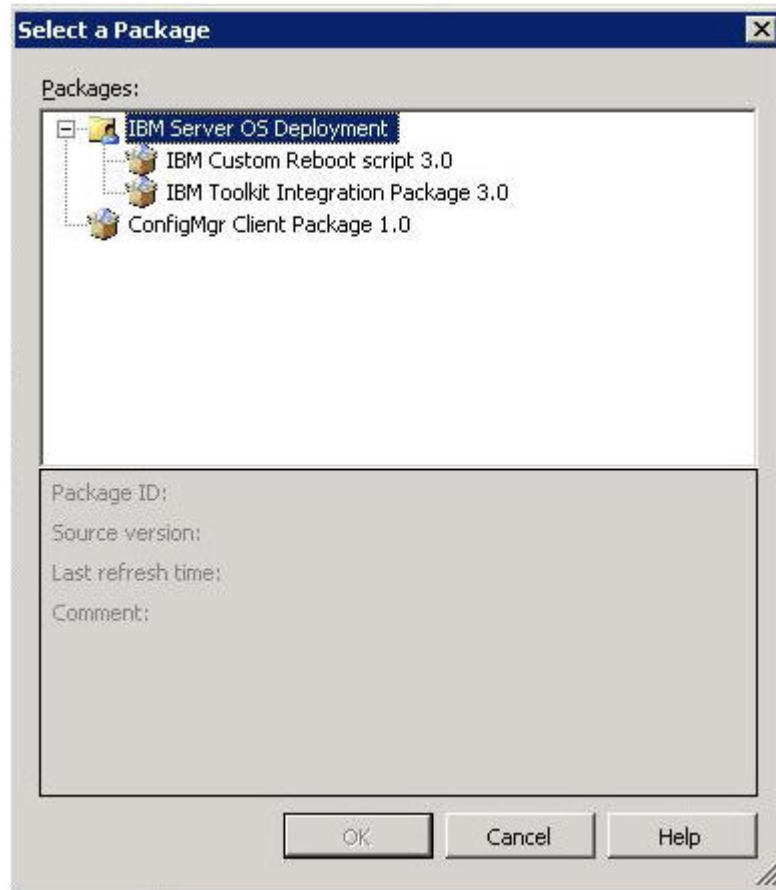 Select a Package
Packages:
IBM Server OS Deployment
IBM Custom Reboot script 3.0
IBM Toolkit Integration Package 3.0
ConfigMgr Client Package 1.0
Package ID:
Source version:
Last refresh time:
Comment:
OK Cancel Help